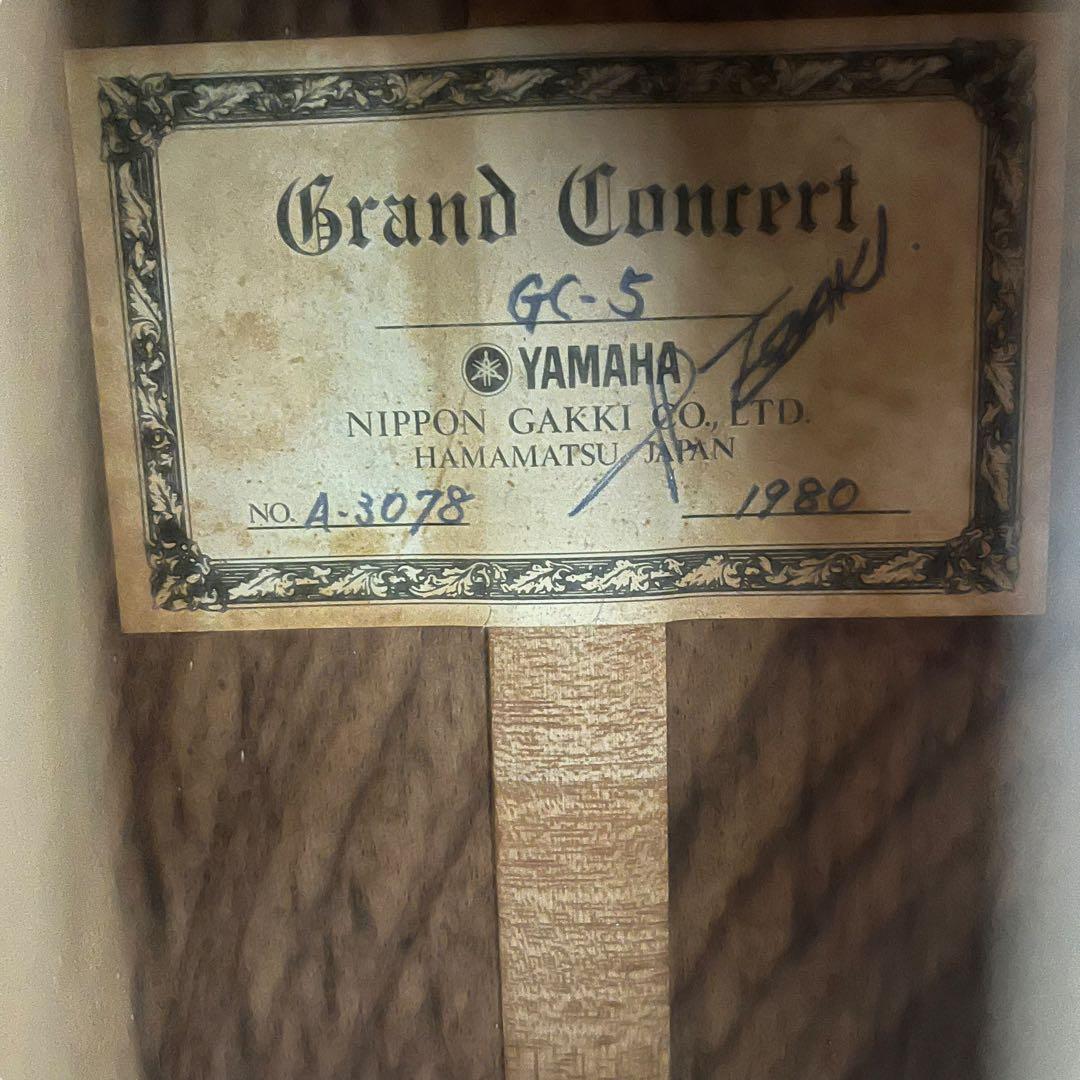 Grand Concert
GC-5
YAMAHA
NIPPON GAKKI CO., LTD.
HAMAMATSU, JAPAN
NO. A-3078 1980